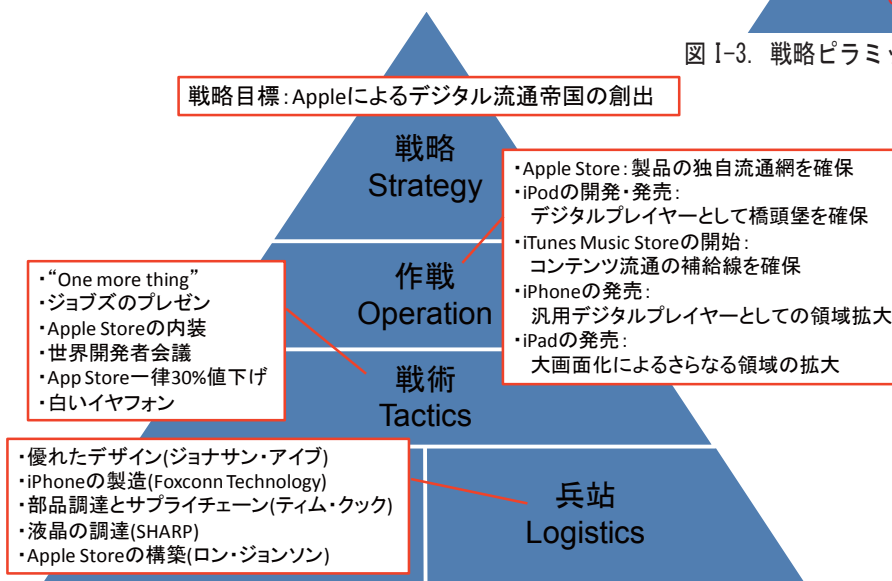 図 I-3. 戦略ピラミッ
戦略目標：Appleによるデジタル流通帝国の創出
戦略
Strategy
・Apple Store：製品の独自流通網を確保
・iPodの開発・発売：
デジタルプレイヤーとして橋頭堡を確保
・iTunes Music Storeの開始：
コンテンツ流通の補給線を確保
・iPhoneの発売：
汎用デジタルプレイヤーとしての領域拡大
・iPadの発売：
大画面化によるさらなる領域の拡大
作戦
Operation
・“One more thing”
・ジョブズのプレゼン
・Apple Storeの内装
・世界開発者会議
・App Store一律30%値下げ
・白いイヤフォン
戦術
Tactics
・優れたデザイン(ジョナサン・アイブ)
・iPhoneの製造(Foxconn Technology)
・部品調達とサプライチェーン(ティム・クック)
・液晶の調達(SHARP)
・Apple Storeの構築(ロン・ジョンソン)
兵站
Logistics